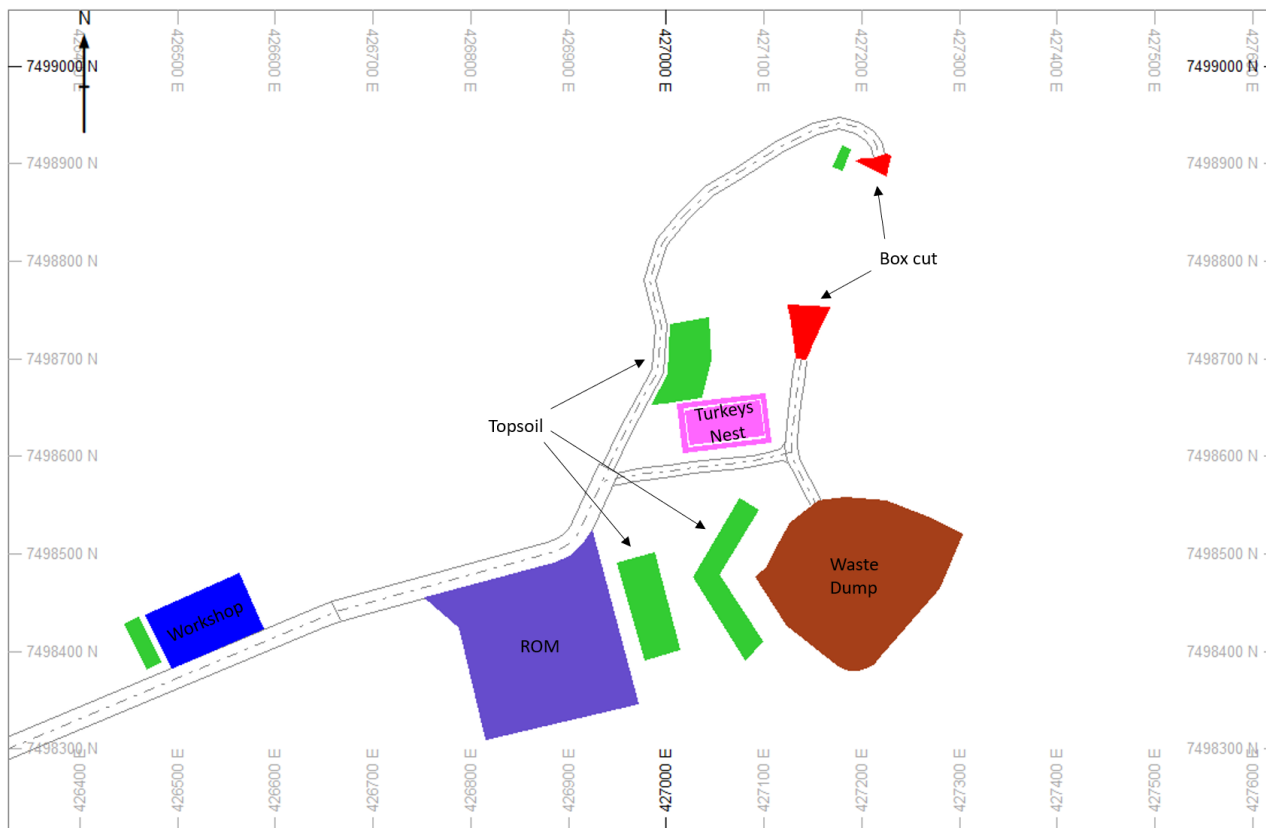 N
426400 E
426500 E
426600 E
426700 E
426800 E
426900 E
427000 E
427100 E
427200 E
427300 E
427400 E
427500 E
427600 E
7499000 N
7499000 N
7498900 N
7498900 N
7498800 N
7498800 N
7498700 N
7498700 N
7498600 N
7498600 N
7498500 N
7498500 N
7498400 N
7498400 N
7498300 N
7498300 N
Box cut
Topsoil
Turkeys
Nest
Waste
Dump
Workshop
ROM
426400 E
426500 E
426600 E
426700 E
426800 E
426900 E
427000 E
427100 E
427200 E
427300 E
427400 E
427500 E
427600 E